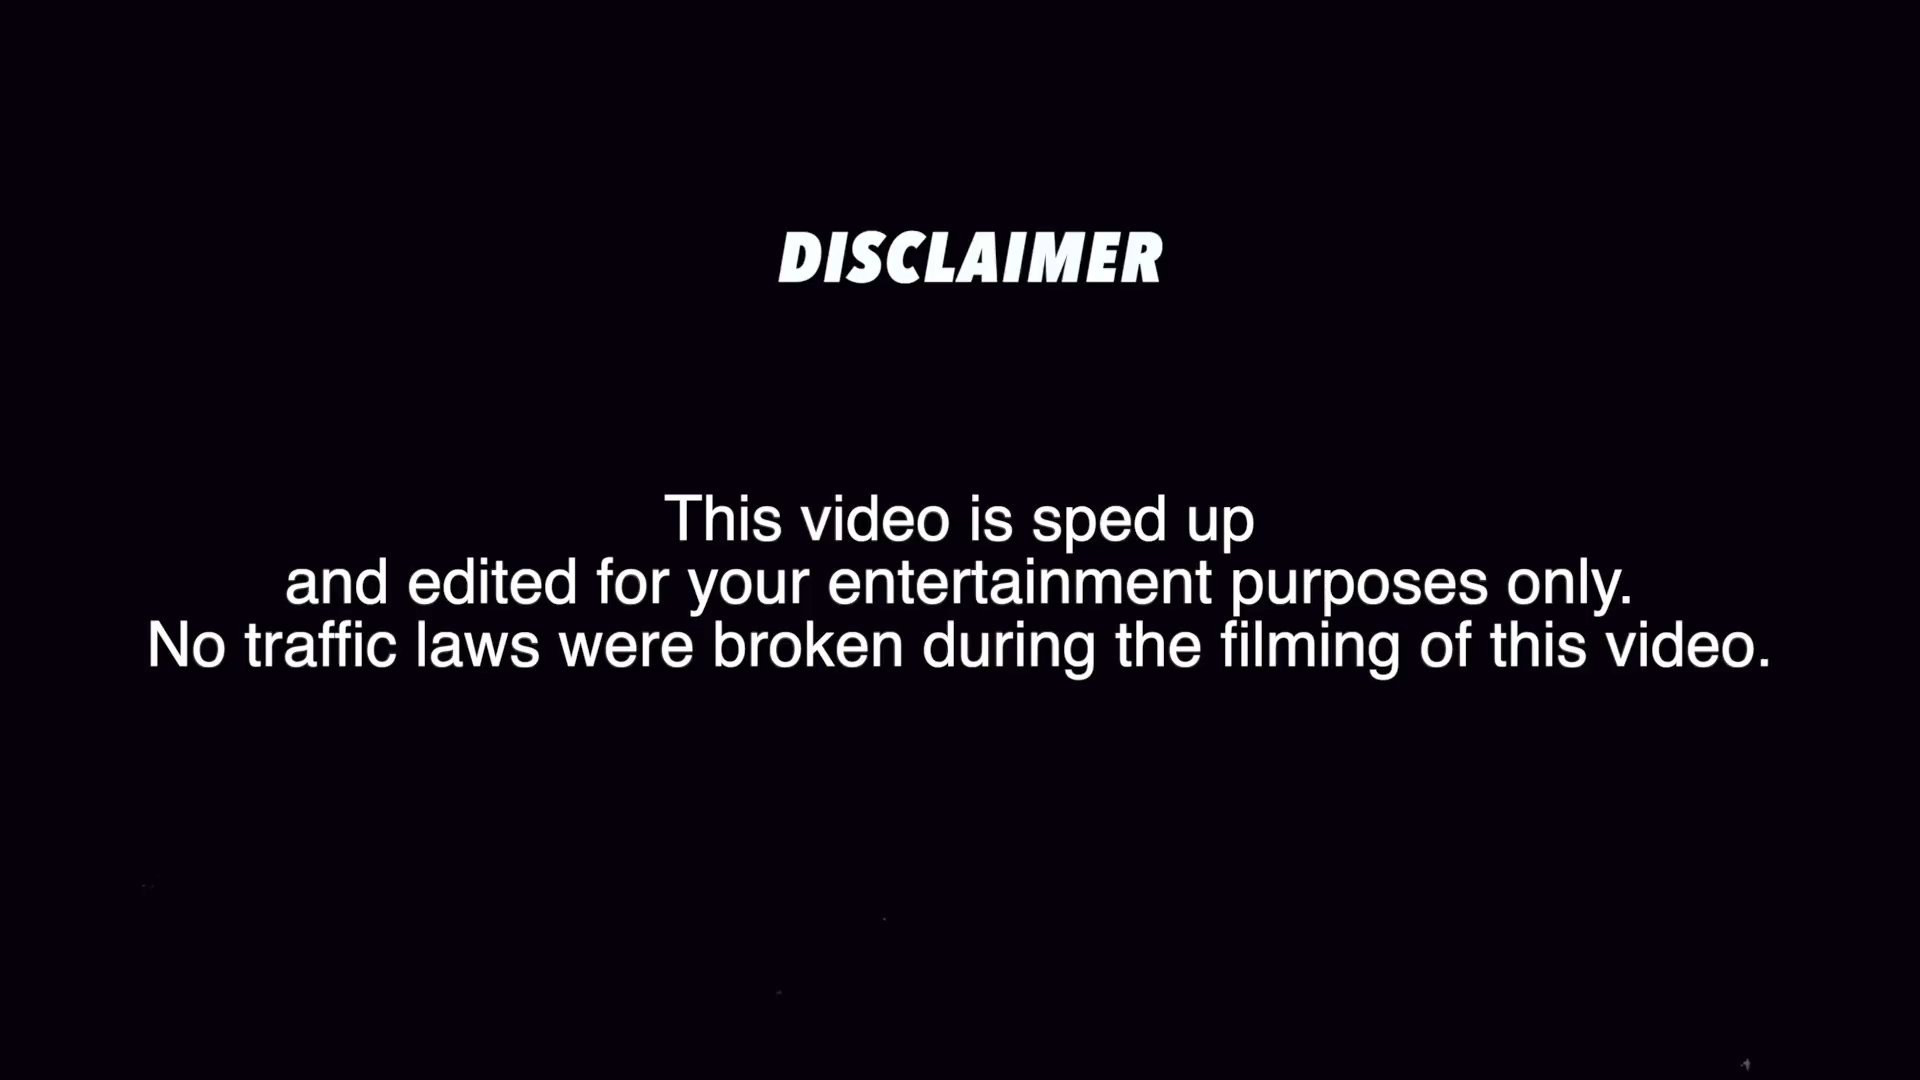 DISCLAIMER
This video is sped up
and edited for your entertainment purposes only.
No traffic laws were broken during the filming of this video.